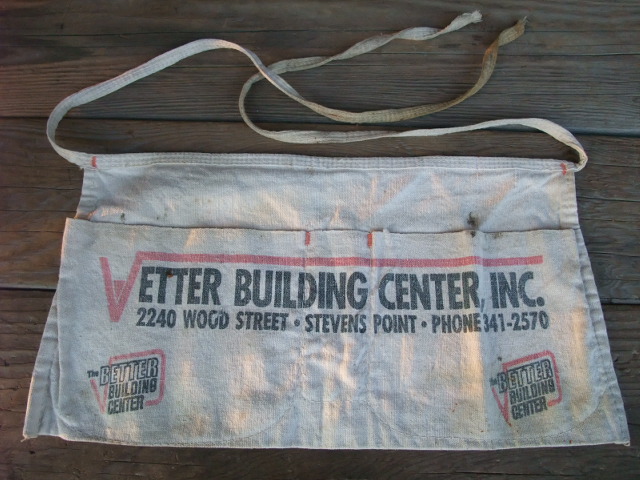 VETTER BUILDING CENTER, INC.
2240 WOOD STREET • STEVENS POINT • PHONE 341-2570
The BETTER
BUILDING
CENTER
The BETTER
BUILDING
CENTER